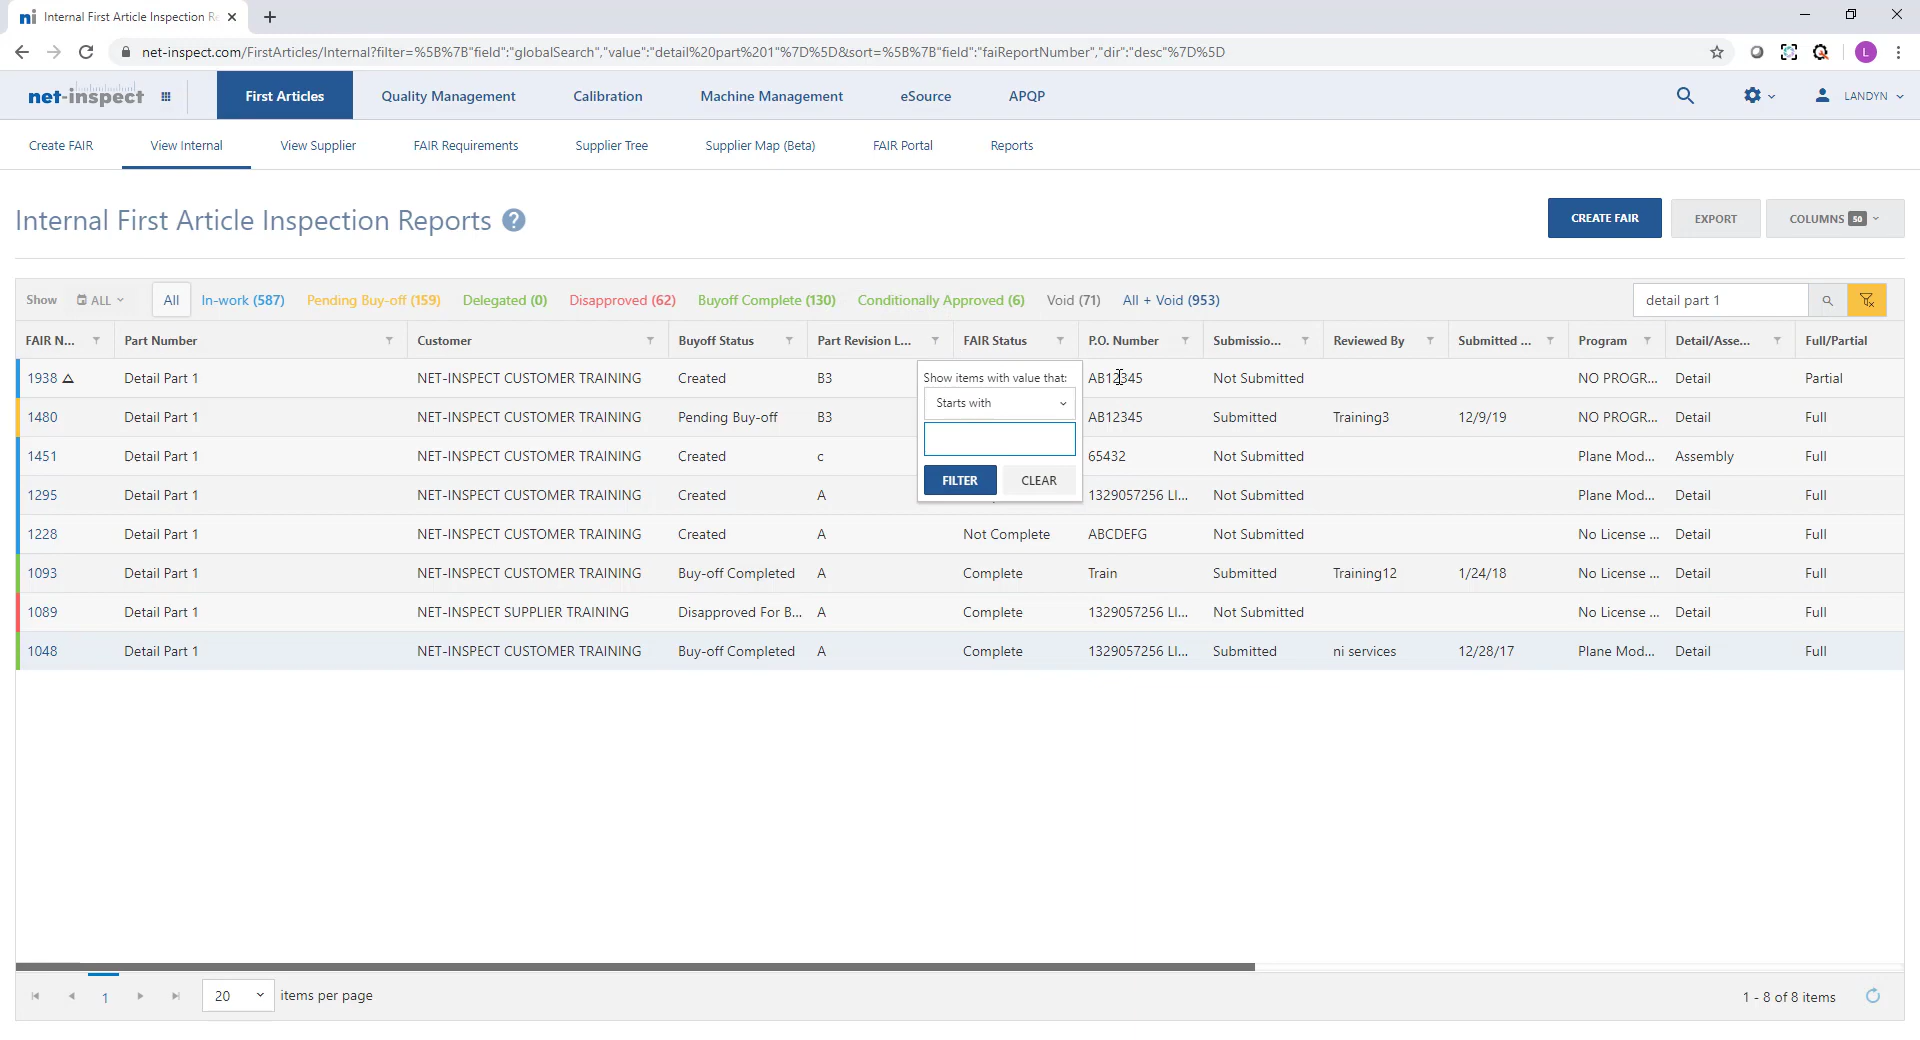 Internal First Article Inspection Re
net-inspect.com/FirstArticles/Internal?filter=%5B%7B"field":"globalSearch","value":"detail%20part%201"%7D%5D&sort=%5B%7B"field":"faiReportNumber","dir":"desc"%7D%5D
L
net-inspect First Articles Quality Management Calibration Machine Management eSource APQP LANDYN
Create FAIR View Internal View Supplier FAIR Requirements Supplier Tree Supplier Map (Beta) FAIR Portal Reports
Internal First Article Inspection Reports ? CREATE FAIR EXPORT COLUMNS 50
Show ALL All In-work (587) Pending Buy-off (159) Delegated (0) Disapproved (62) Buyoff Complete (130) Conditionally Approved (6) Void (71) All + Void (953) detail part 1
FAIR N... Part Number Customer Buyoff Status Part Revision L... FAIR Status P.O. Number Submissio... Reviewed By Submitted ... Program Detail/Asse... Full/Partial
1938 Detail Part 1 NET-INSPECT CUSTOMER TRAINING Created B3 Show items with value that: AB12345 Not Submitted NO PROGR... Detail Partial
Starts with
1480 Detail Part 1 NET-INSPECT CUSTOMER TRAINING Pending Buy-off B3 AB12345 Submitted Training3 12/9/19 NO PROGR... Detail Full
1451 Detail Part 1 NET-INSPECT CUSTOMER TRAINING Created c 65432 Not Submitted Plane Mod... Assembly Full
FILTER CLEAR
1295 Detail Part 1 NET-INSPECT CUSTOMER TRAINING Created A 1329057256 LI... Not Submitted Plane Mod... Detail Full
1228 Detail Part 1 NET-INSPECT CUSTOMER TRAINING Created A Not Complete ABCDEFG Not Submitted No License ... Detail Full
1093 Detail Part 1 NET-INSPECT CUSTOMER TRAINING Buy-off Completed A Complete Train Submitted Training12 1/24/18 No License ... Detail Full
1089 Detail Part 1 NET-INSPECT SUPPLIER TRAINING Disapproved For B... A Complete 1329057256 LI... Not Submitted No License ... Detail Full
1048 Detail Part 1 NET-INSPECT CUSTOMER TRAINING Buy-off Completed A Complete 1329057256 LI... Submitted ni services 12/28/17 Plane Mod... Detail Full
1 20 items per page 1 - 8 of 8 items